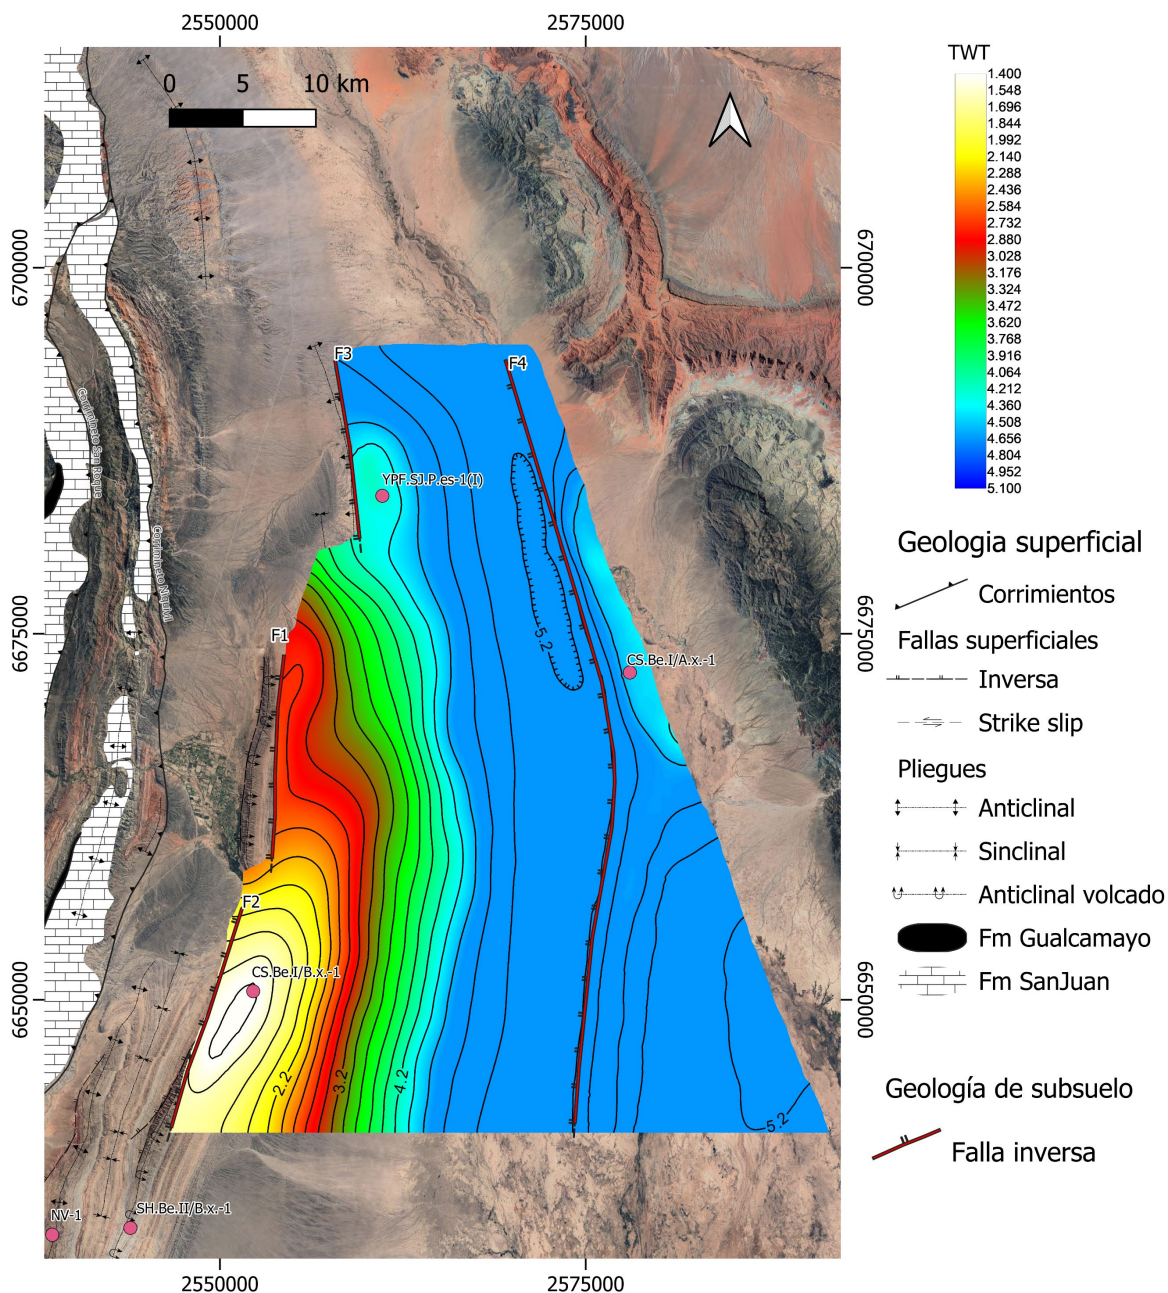 2550000
2575000
TWT
0 5 10 km
1.400
1.548
1.696
1.844
1.992
2.140
2.288
2.436
2.584
2.732
2.880
3.028
3.176
3.324
3.472
3.620
3.768
3.916
4.064
4.212
4.360
4.508
4.656
4.804
4.952
5.100
6700000
6700000
F3
F4
Corrimineto San Roque
YPF.SJ.P.es-1(I)
Corrimineto Niquivil
Geologia superficial
Corrimientos
Fallas superficiales
Inversa
Strike slip
Pliegues
Anticlinal
Sinclinal
Anticlinal volcado
Fm Gualcamayo
Fm SanJuan
6675000
6675000
F1
5.2
CS.Be.I/A.x.-1
F2
CS.Be.I/B.x.-1
6650000
6650000
2.2
3.2
4.2
5.2
Geología de subsuelo
Falla inversa
NV-1
SH.Be.II/B.x.-1
2550000
2575000